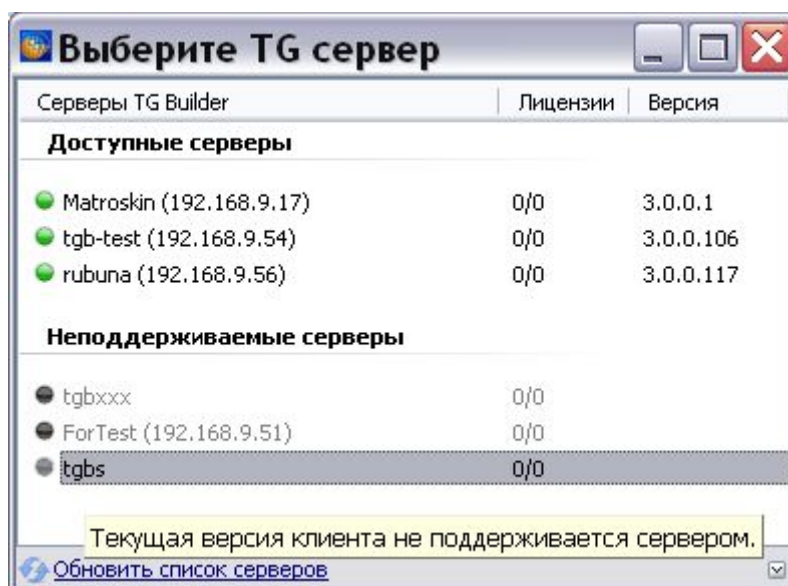 Выберите TG сервер
Серверы TG Builder Лицензии Версия
Доступные серверы
Matroskin (192.168.9.17) 0/0 3.0.0.1
tgb-test (192.168.9.54) 0/0 3.0.0.106
rubuna (192.168.9.56) 0/0 3.0.0.117
Неподдерживаемые серверы
tgbxxx 0/0
ForTest (192.168.9.51) 0/0
tgbs 0/0
Текущая версия клиента не поддерживается сервером.
Обновить список серверов